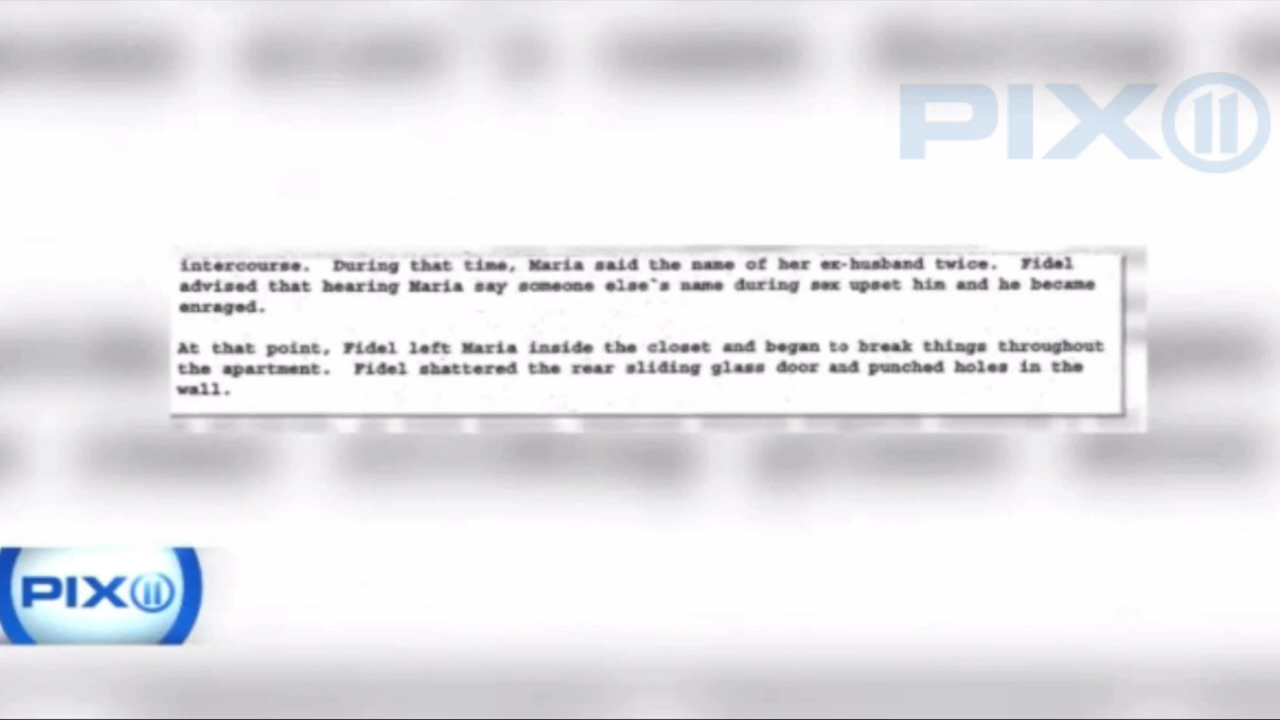 PIX11
intercourse.  During that time, Maria said the name of her ex-husband twice.  Fidel
advised that hearing Maria say someone else`s name during sex upset him and he became
enraged.
At that point, Fidel left Maria inside the closet and began to break things throughout
the apartment.  Fidel shattered the rear sliding glass door and punched holes in the
wall.
PIX11